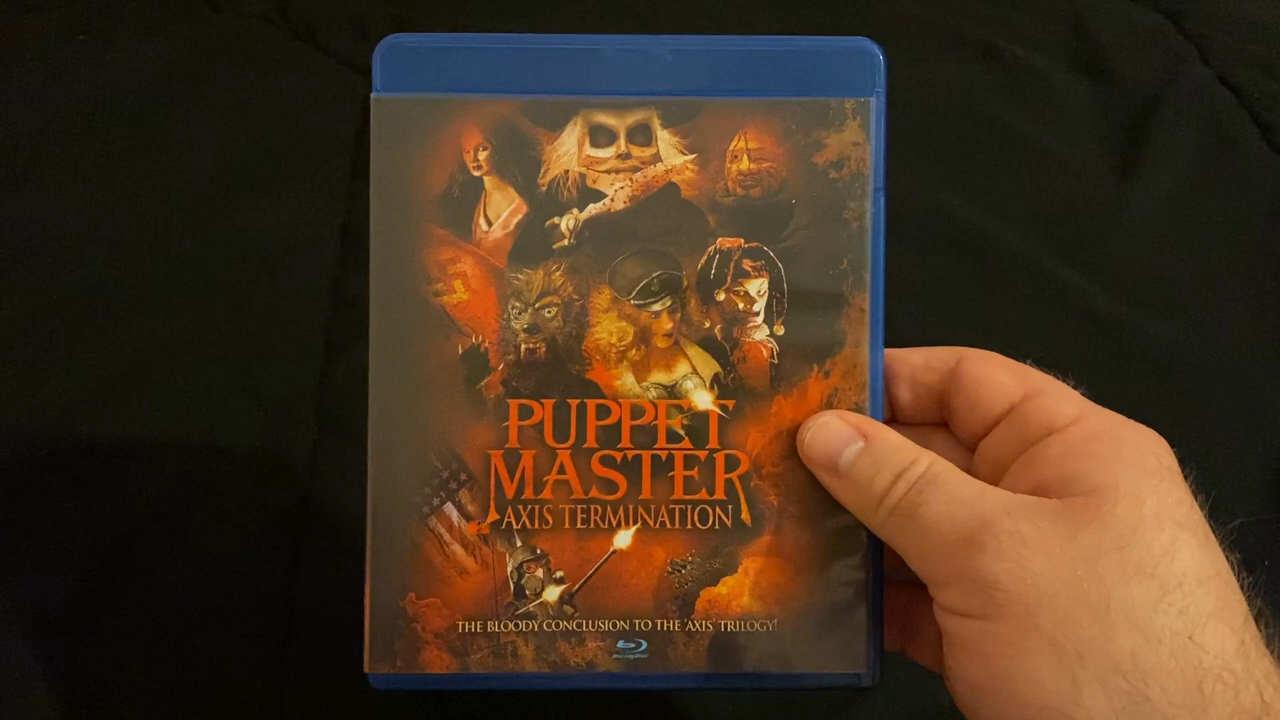 PUPPET
MASTER
AXIS TERMINATION
THE BLOODY CONCLUSION TO THE 'AXIS' TRILOGY!